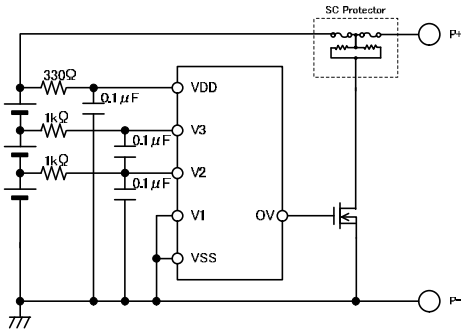 SC Protector
P+
330Ω
0.1μF
VDD
1kΩ
V3
0.1μF
1kΩ
V2
0.1μF
V1
OV
VSS
P-